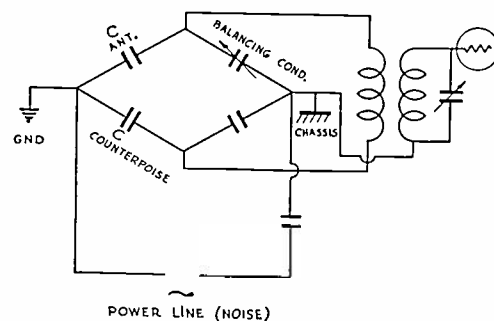 C
ANT.
BALANCING COND.
GND
C
COUNTERPOISE
CHASSIS
~
POWER LINE (NOISE)